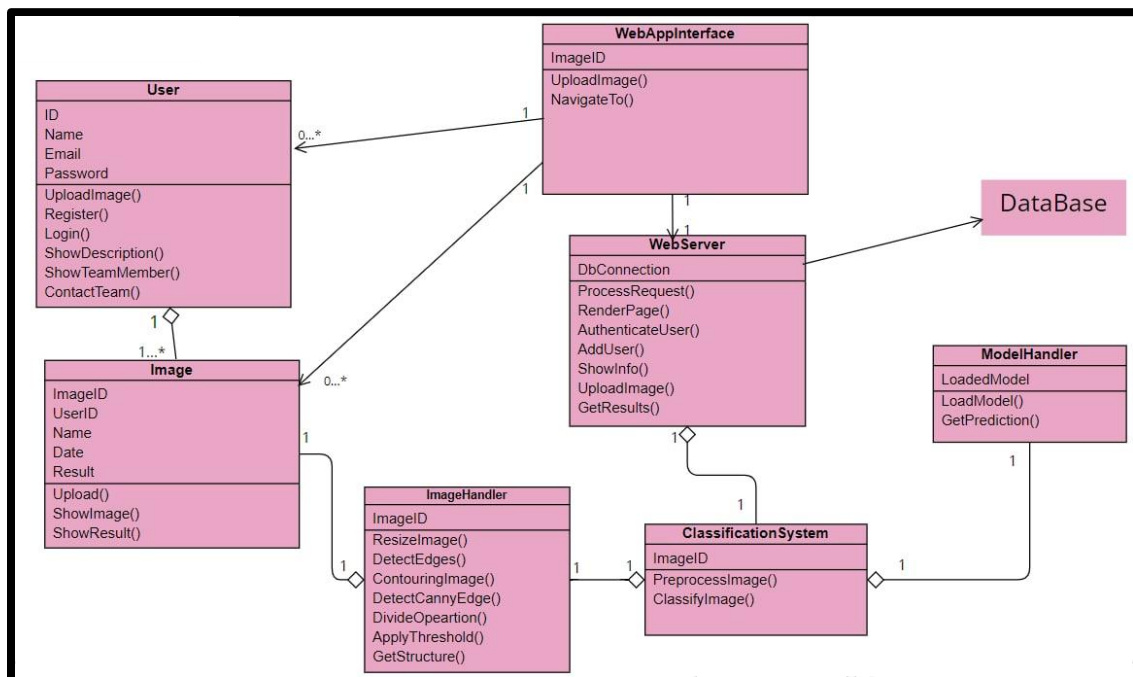 WebAppInterface
ImageID
UploadImage()
NavigateTo()
User
ID
Name
Email
Password
UploadImage()
Register()
Login()
ShowDescription()
ShowTeamMember()
ContactTeam()
1
0...*
1
1
1
DataBase
WebServer
DbConnection
ProcessRequest()
RenderPage()
AuthenticateUser()
AddUser()
ShowInfo()
UploadImage()
GetResults()
1
1...*
Image
ImageID
UserID
Name
Date
Result
Upload()
ShowImage()
ShowResult()
0...*
1
ModelHandler
LoadedModel
LoadModel()
GetPrediction()
1
1
1
ImageHandler
ImageID
ResizeImage()
DetectEdges()
ContouringImage()
DetectCannyEdge()
DivideOpeartion()
ApplyThreshold()
GetStructure()
1
1
1
ClassificationSystem
ImageID
PreprocessImage()
ClassifyImage()
1